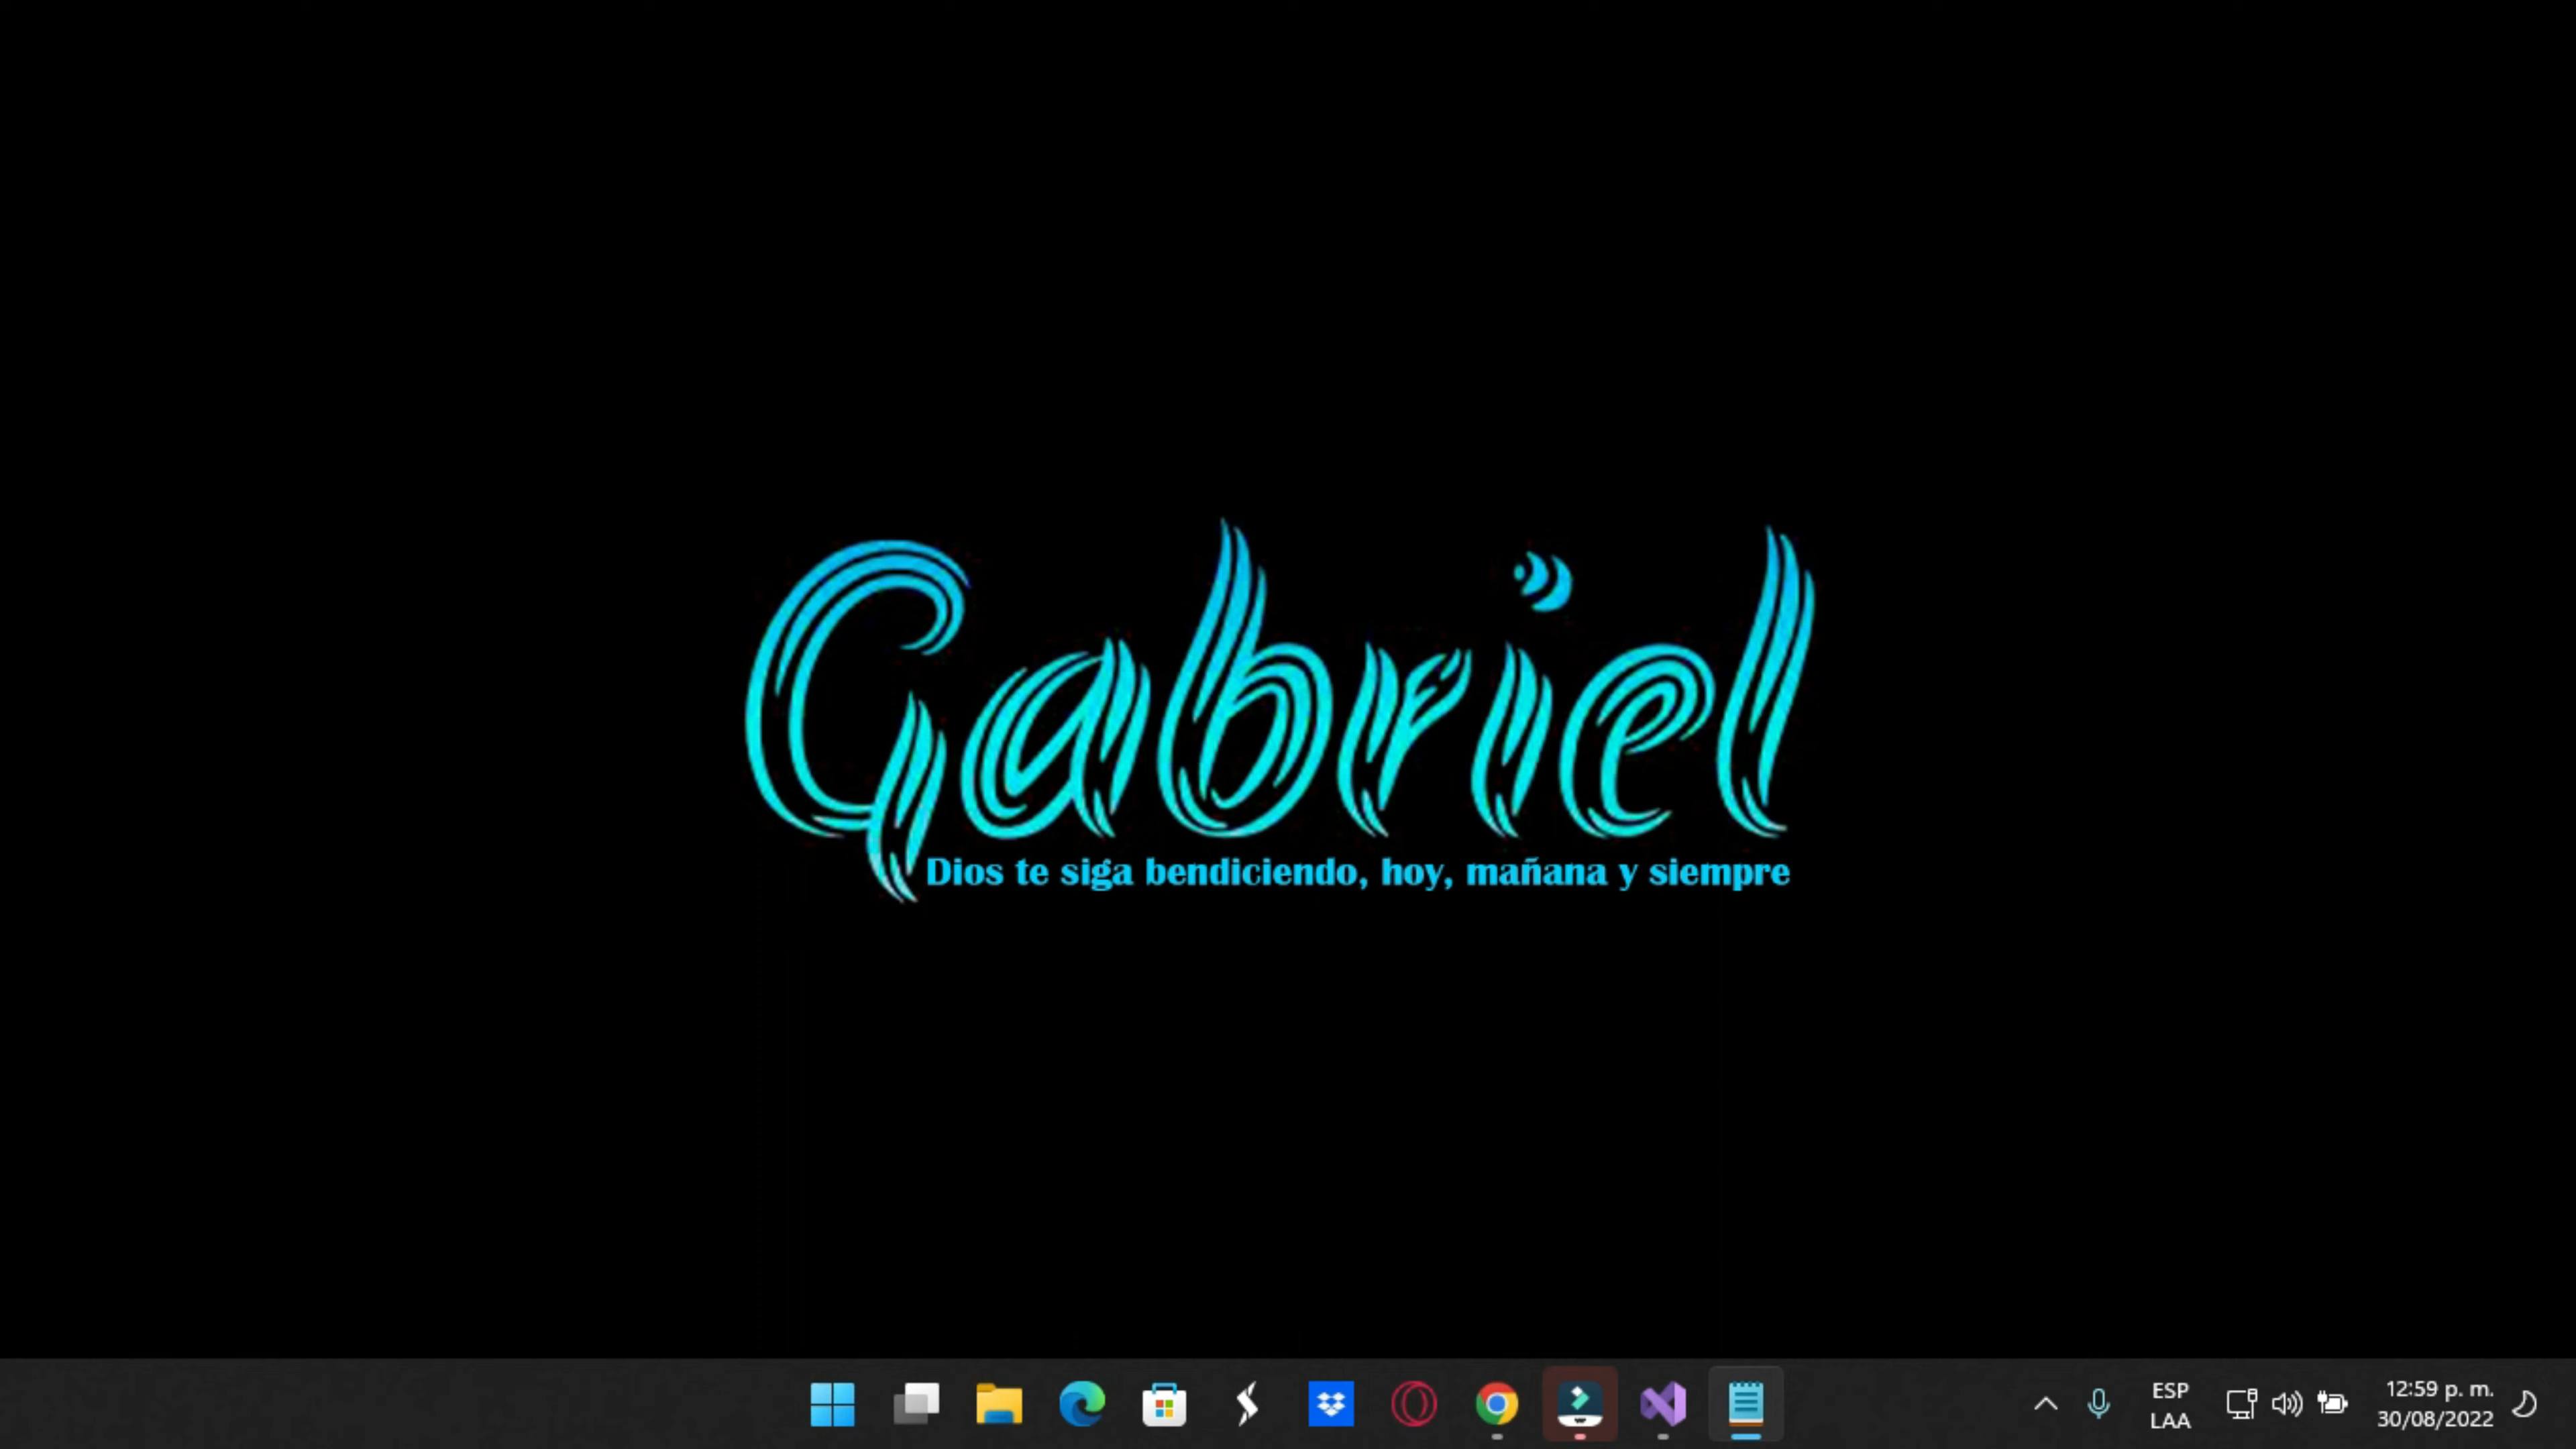 Gabriel
Dios te siga bendiciendo, hoy, mañana y siempre
ESP
LAA
12:59 p. m.
30/08/2022